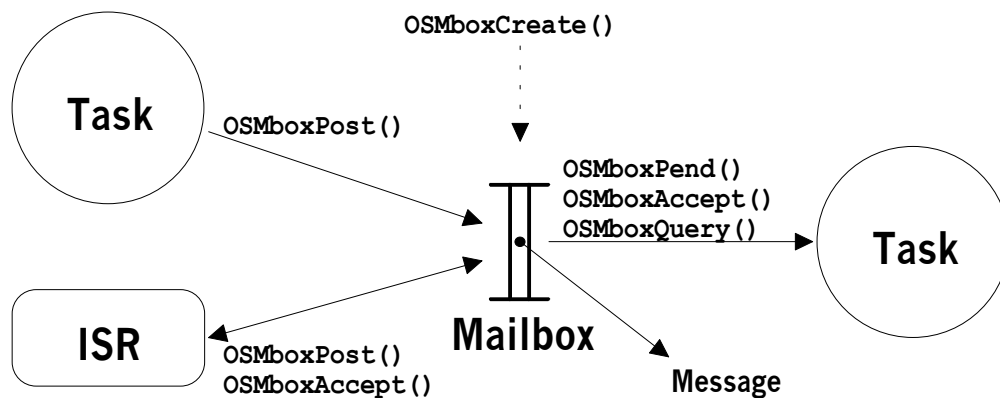 OSMboxCreate()
Task
OSMboxPost()
OSMboxPend()
OSMboxAccept()
OSMboxQuery()
Task
ISR
Mailbox
OSMboxPost()
OSMboxAccept()
Message